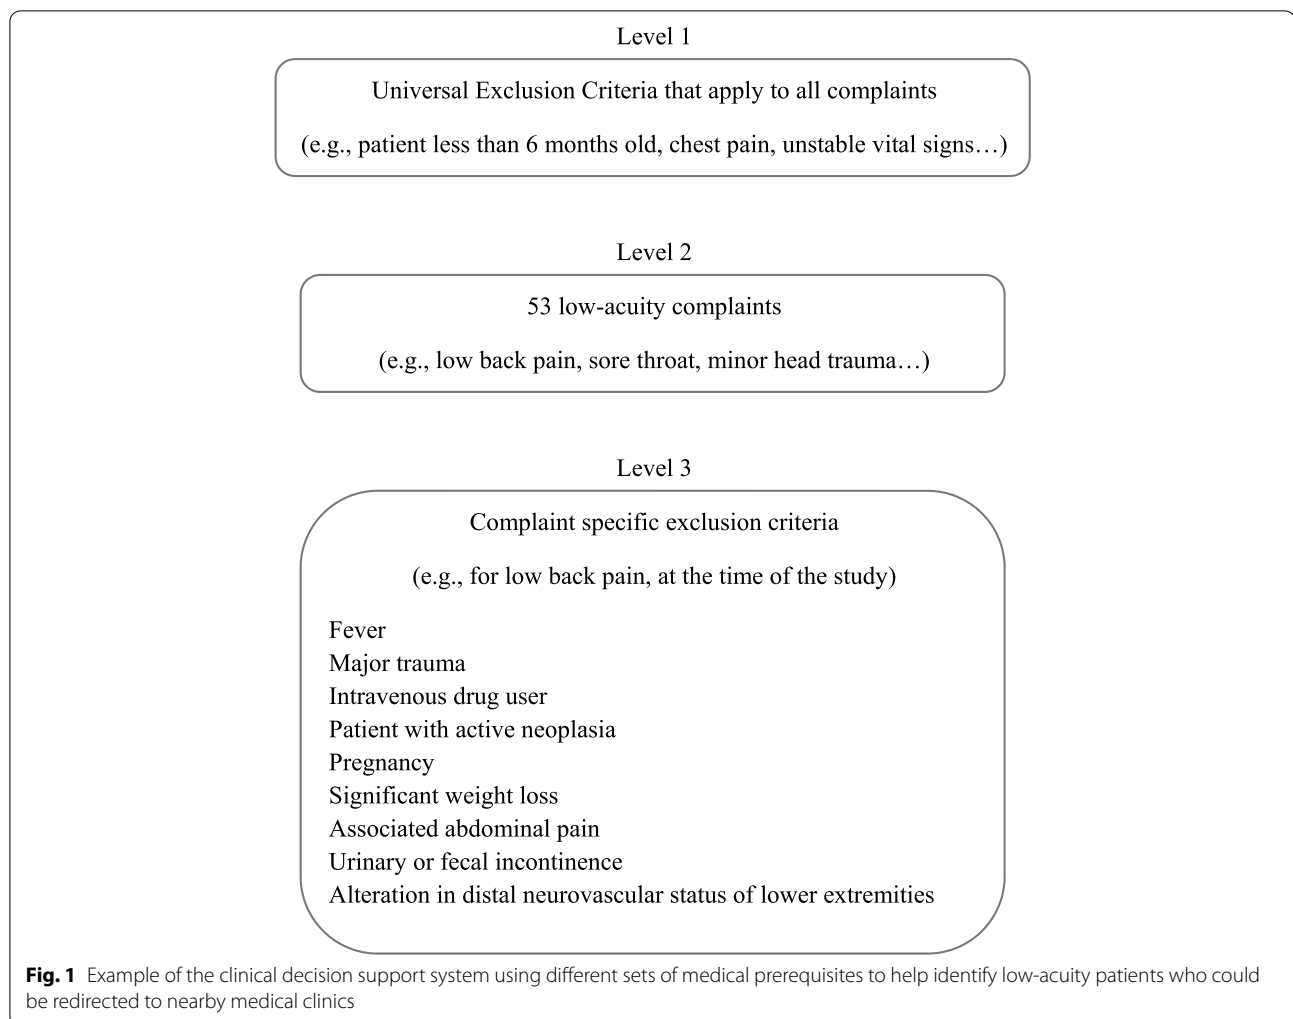 Level 1
Universal Exclusion Criteria that apply to all complaints
(e.g., patient less than 6 months old, chest pain, unstable vital signs…)
Level 2
53 low-acuity complaints
(e.g., low back pain, sore throat, minor head trauma…)
Level 3
Complaint specific exclusion criteria
(e.g., for low back pain, at the time of the study)
Fever
Major trauma
Intravenous drug user
Patient with active neoplasia
Pregnancy
Significant weight loss
Associated abdominal pain
Urinary or fecal incontinence
Alteration in distal neurovascular status of lower extremities
Fig. 1 Example of the clinical decision support system using different sets of medical prerequisites to help identify low-acuity patients who could
be redirected to nearby medical clinics